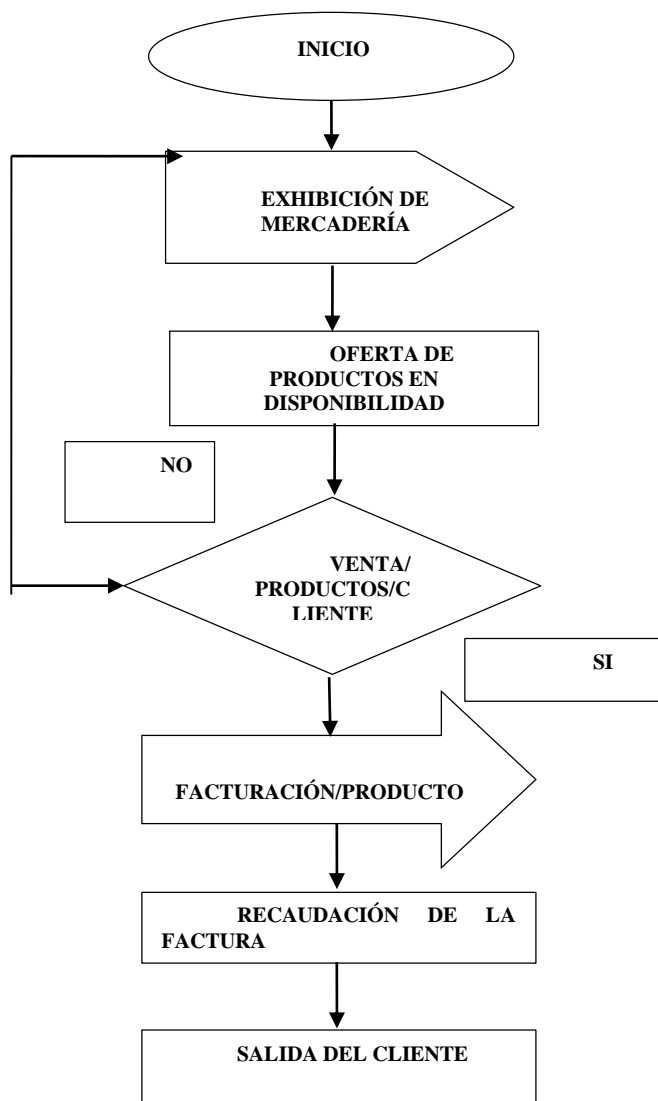 INICIO
EXHIBICIÓN DE
MERCADERÍA
OFERTA DE
PRODUCTOS EN
DISPONIBILIDAD
NO
VENTA/
PRODUCTOS/C
LIENTE
SI
FACTURACIÓN/PRODUCTO
RECAUDACIÓN DE LA
FACTURA
SALIDA DEL CLIENTE